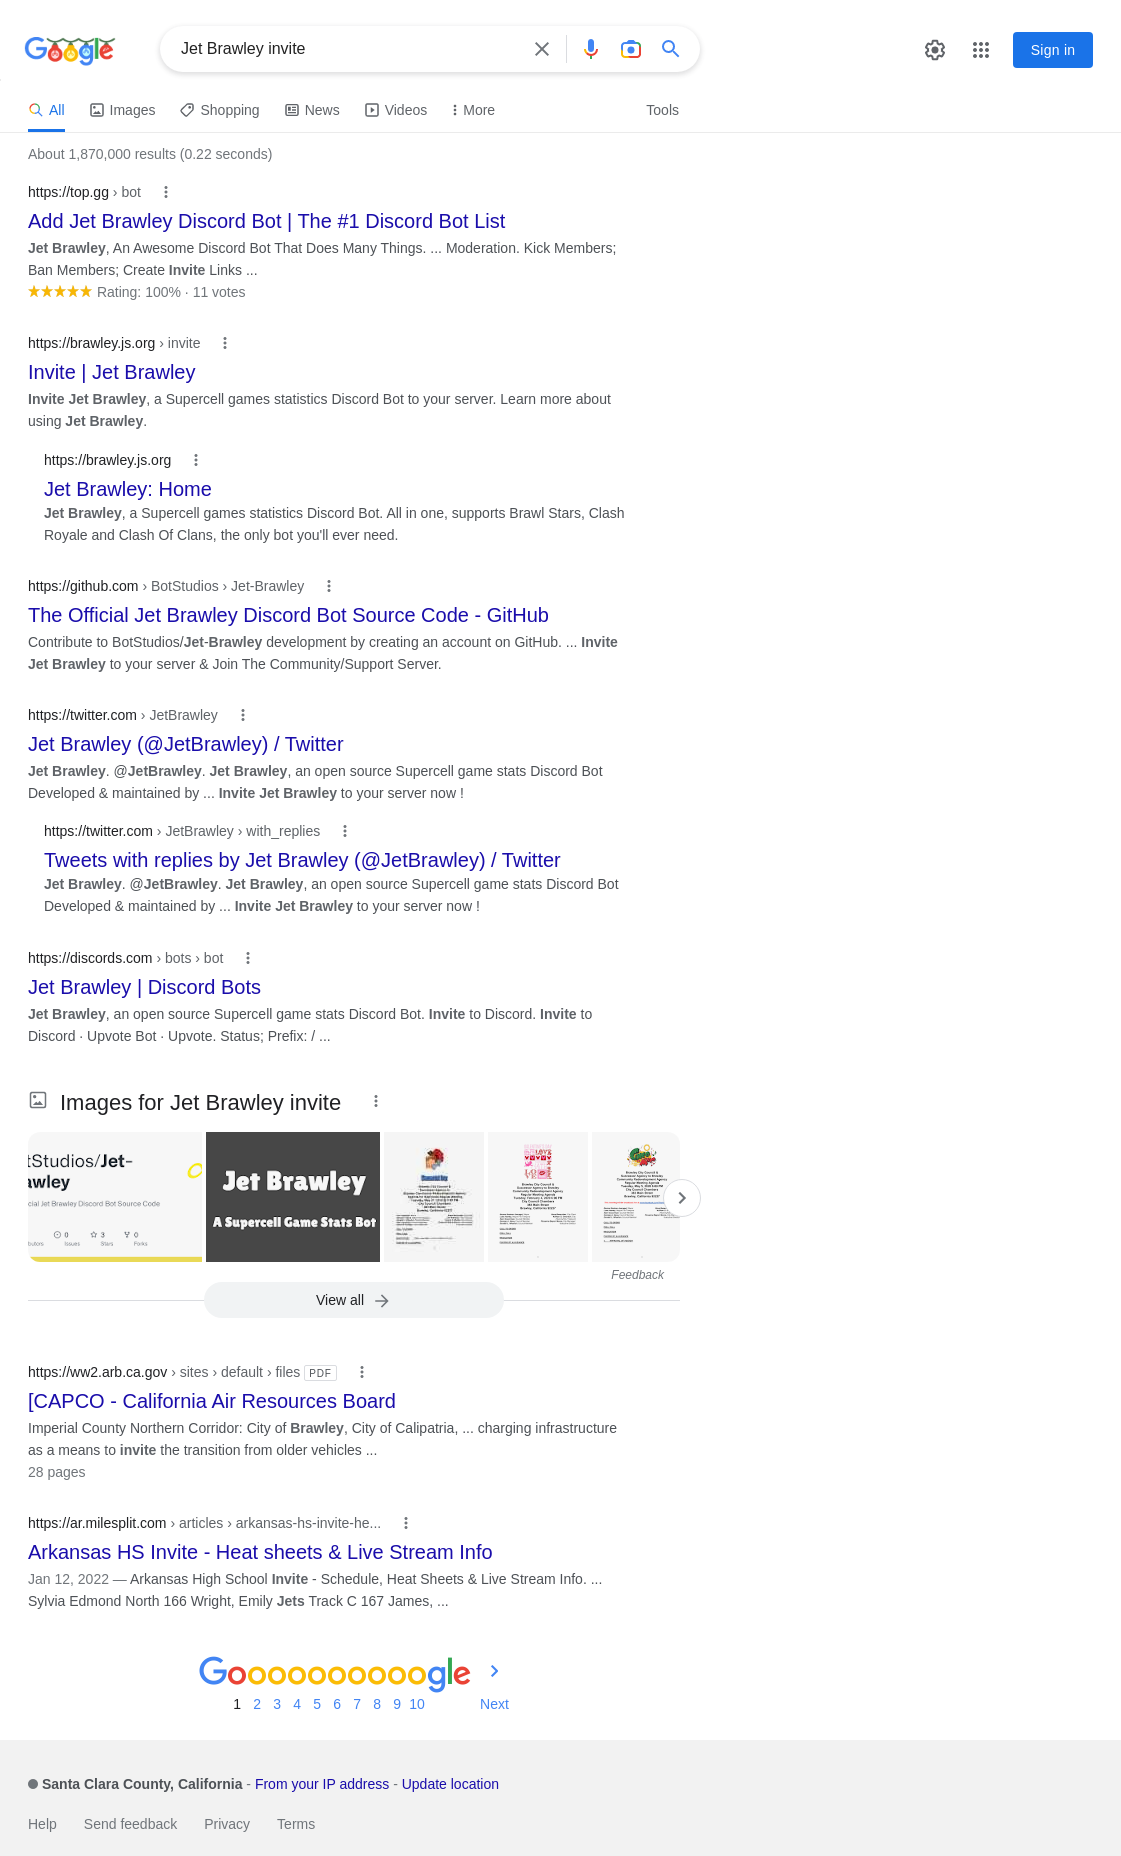 Google
Jet Brawley invite
Sign in
All
Images
Shopping
News
Videos
More
Tools
About 1,870,000 results (0.22 seconds)
https://top.gg › bot
Add Jet Brawley Discord Bot | The #1 Discord Bot List
Jet Brawley, An Awesome Discord Bot That Does Many Things. ... Moderation. Kick Members;
Ban Members; Create Invite Links ...
Rating: 100% · 11 votes
https://brawley.js.org › invite
Invite | Jet Brawley
Invite Jet Brawley, a Supercell games statistics Discord Bot to your server. Learn more about
using Jet Brawley.
https://brawley.js.org
Jet Brawley: Home
Jet Brawley, a Supercell games statistics Discord Bot. All in one, supports Brawl Stars, Clash
Royale and Clash Of Clans, the only bot you'll ever need.
https://github.com › BotStudios › Jet-Brawley
The Official Jet Brawley Discord Bot Source Code - GitHub
Contribute to BotStudios/Jet-Brawley development by creating an account on GitHub. ... Invite
Jet Brawley to your server & Join The Community/Support Server.
https://twitter.com › JetBrawley
Jet Brawley (@JetBrawley) / Twitter
Jet Brawley. @JetBrawley. Jet Brawley, an open source Supercell game stats Discord Bot
Developed & maintained by ... Invite Jet Brawley to your server now !
https://twitter.com › JetBrawley › with_replies
Tweets with replies by Jet Brawley (@JetBrawley) / Twitter
Jet Brawley. @JetBrawley. Jet Brawley, an open source Supercell game stats Discord Bot
Developed & maintained by ... Invite Jet Brawley to your server now !
https://discords.com › bots › bot
Jet Brawley | Discord Bots
Jet Brawley, an open source Supercell game stats Discord Bot. Invite to Discord. Invite to
Discord · Upvote Bot · Upvote. Status; Prefix: / ...
Images for Jet Brawley invite
tStudios/Jet-
awley
cial Jet Brawley Discord Bot Source Code
0 3 0
butors Issues Stars Forks
Jet Brawley
A Supercell Game Stats Bot
Feedback
View all
https://ww2.arb.ca.gov › sites › default › files PDF
[CAPCO - California Air Resources Board
Imperial County Northern Corridor: City of Brawley, City of Calipatria, ... charging infrastructure
as a means to invite the transition from older vehicles ...
28 pages
https://ar.milesplit.com › articles › arkansas-hs-invite-he...
Arkansas HS Invite - Heat sheets & Live Stream Info
Jan 12, 2022 — Arkansas High School Invite - Schedule, Heat Sheets & Live Stream Info. ...
Sylvia Edmond North 166 Wright, Emily Jets Track C 167 James, ...
Goooooooooogle
1 2 3 4 5 6 7 8 9 10 Next
Santa Clara County, California - From your IP address - Update location
Help Send feedback Privacy Terms